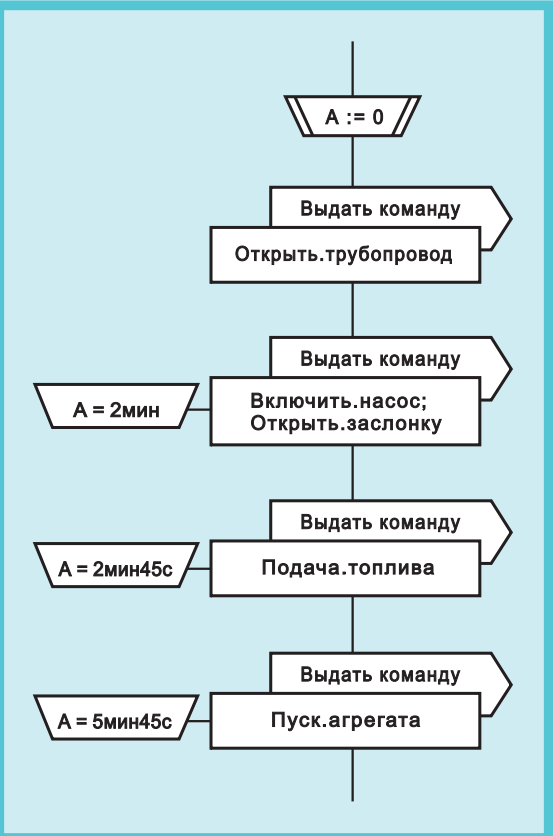 А := 0
Выдать команду
Открыть.трубопровод
Выдать команду
А = 2мин
Включить.насос;
Открыть.заслонку
Выдать команду
А = 2мин45с
Подача.топлива
Выдать команду
А = 5мин45с
Пуск.агрегата